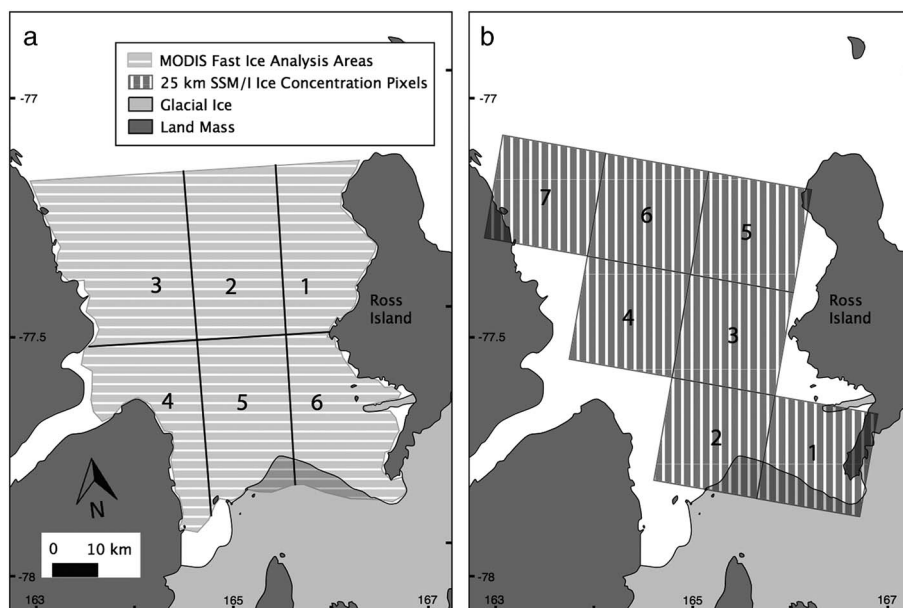 a
MODIS Fast Ice Analysis Areas
25 km SSM/I Ice Concentration Pixels
Glacial Ice
Land Mass
-77
-77.5
-78
3
2
1
4
5
6
Ross
Island
N
0 10 km
163
165
167
b
-77
-77.5
-78
7
6
5
4
3
2
1
Ross
Island
163
165
167